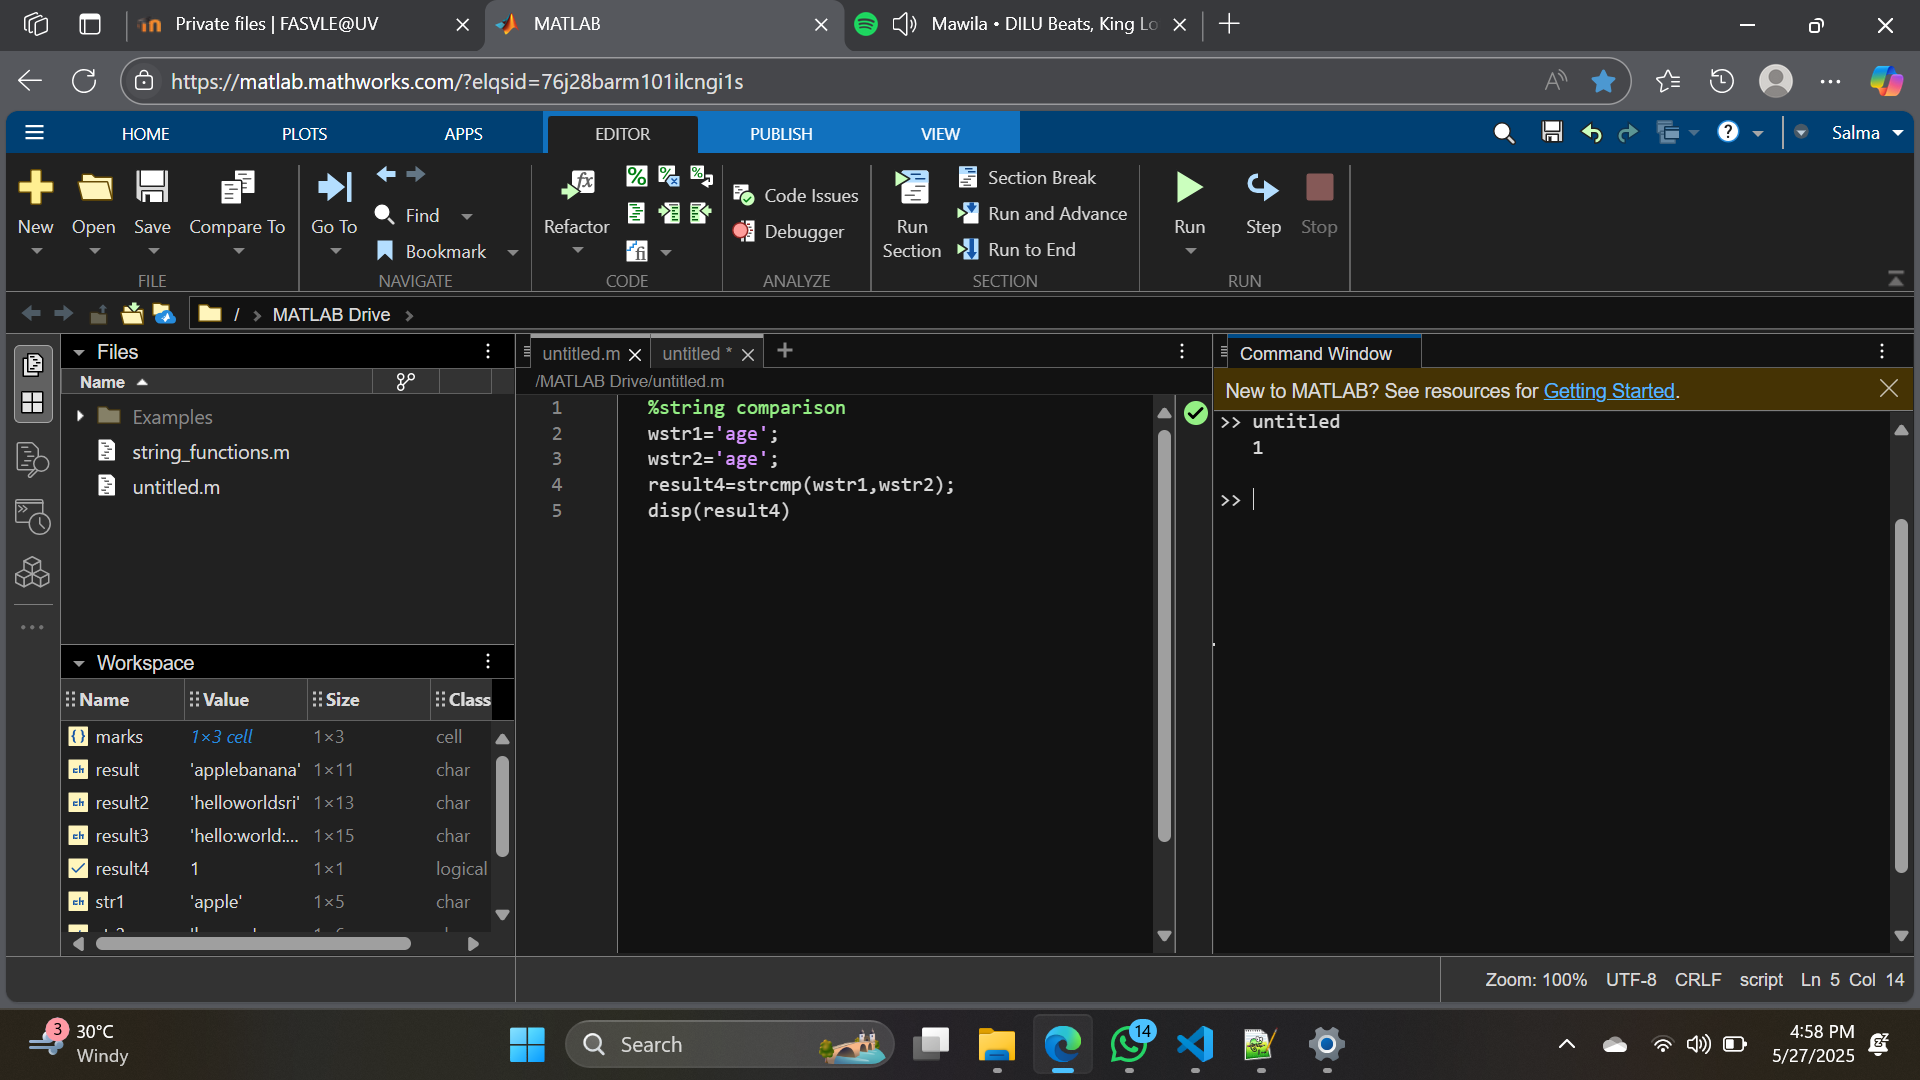 Private files | FASVLE@UV
MATLAB
Mawila • DILU Beats, King Lo
https://matlab.mathworks.com/?elqsid=76j28barm101ilcngi1s
HOME PLOTS APPS EDITOR PUBLISH VIEW
Salma
New
Open
Save
Compare To
FILE
Go To
Find
Bookmark
NAVIGATE
Refactor
CODE
Code Issues
Debugger
ANALYZE
Run
Section
Section Break
Run and Advance
Run to End
SECTION
Run
Step
Stop
RUN
/ > MATLAB Drive >
Files
Name
Examples
string_functions.m
untitled.m
Workspace
Name Value Size Class
marks 1×3 cell 1×3 cell
result 'applebanana' 1×11 char
result2 'helloworldsri' 1×13 char
result3 'hello:world:... 1×15 char
result4 1 1×1 logical
str1 'apple' 1×5 char
untitled.m
untitled *
/MATLAB Drive/untitled.m
1 %string comparison
2 wstr1='age';
3 wstr2='age';
4 result4=strcmp(wstr1,wstr2);
5 disp(result4)
Command Window
New to MATLAB? See resources for Getting Started.
>> untitled
1
>>
Zoom: 100% UTF-8 CRLF script Ln 5 Col 14
3
30°C
Windy
Search
14
4:58 PM
5/27/2025